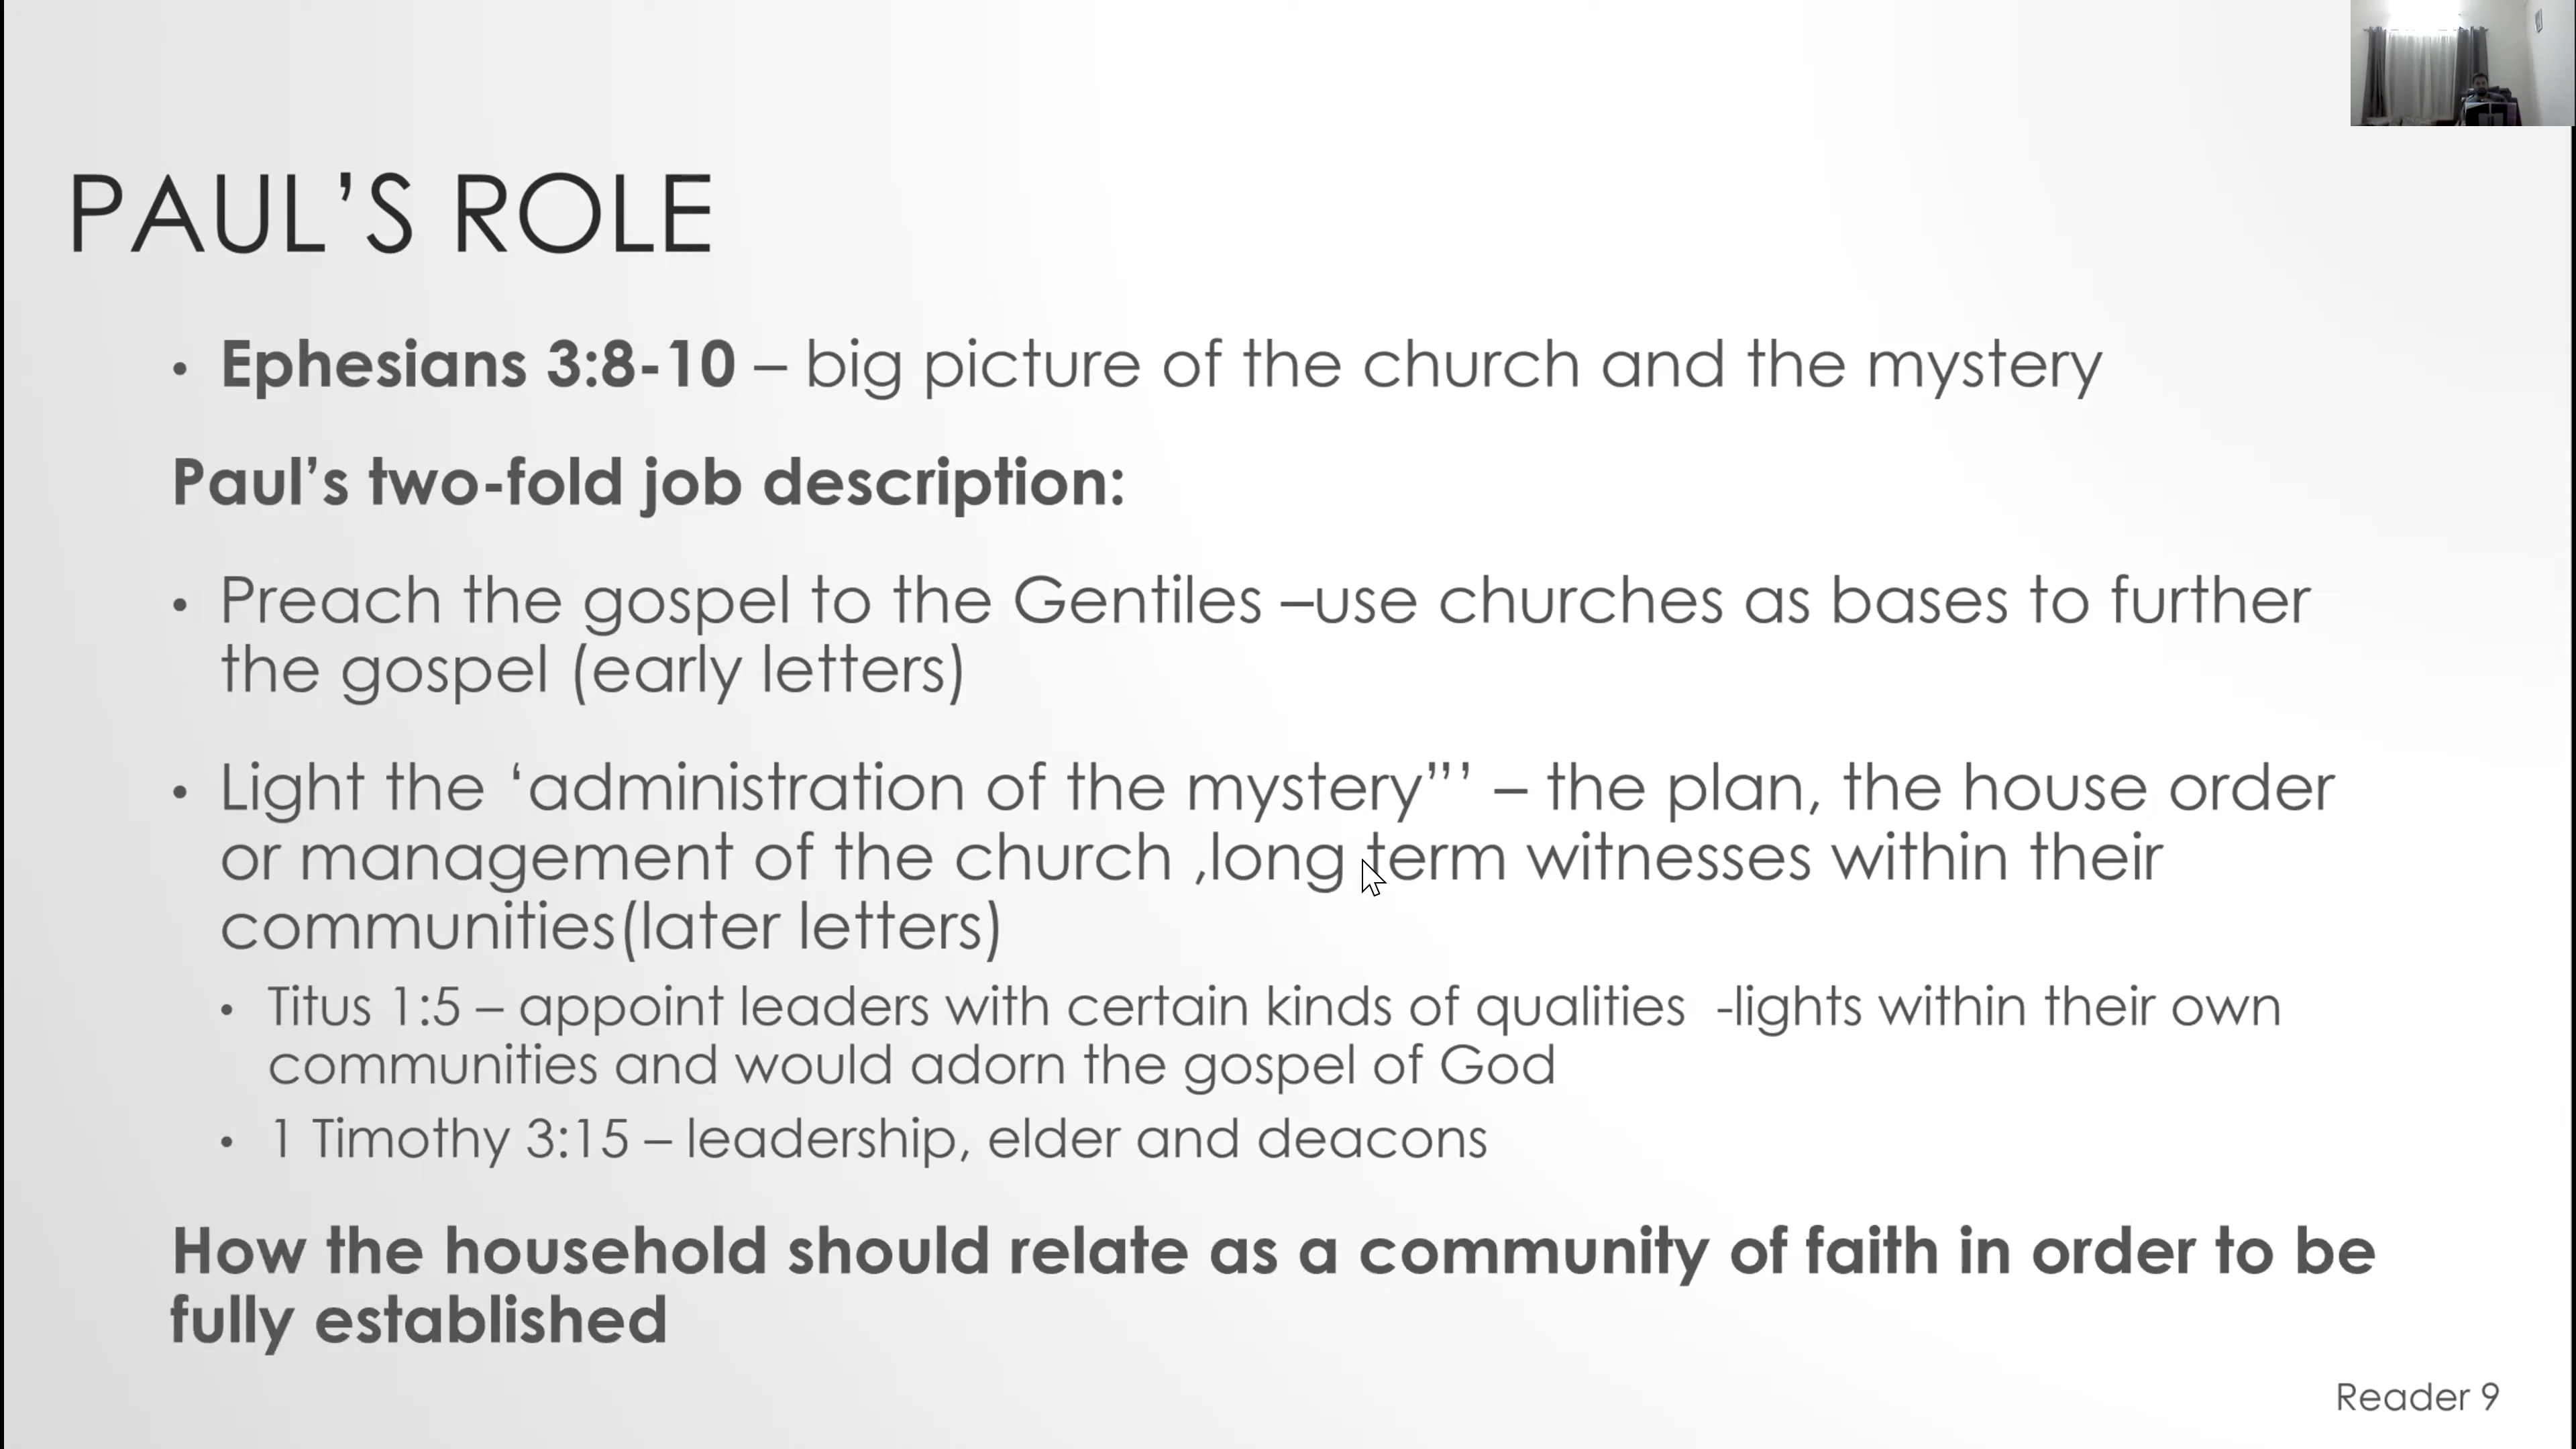 PAUL’S ROLE
• Ephesians 3:8-10 – big picture of the church and the mystery
Paul’s two-fold job description:
• Preach the gospel to the Gentiles –use churches as bases to further
the gospel (early letters)
• Light the ‘administration of the mystery”’ – the plan, the house order
or management of the church ,long term witnesses within their
communities(later letters)
• Titus 1:5 – appoint leaders with certain kinds of qualities  -lights within their own
communities and would adorn the gospel of God
• 1 Timothy 3:15 – leadership, elder and deacons
How the household should relate as a community of faith in order to be
fully established
Reader 9